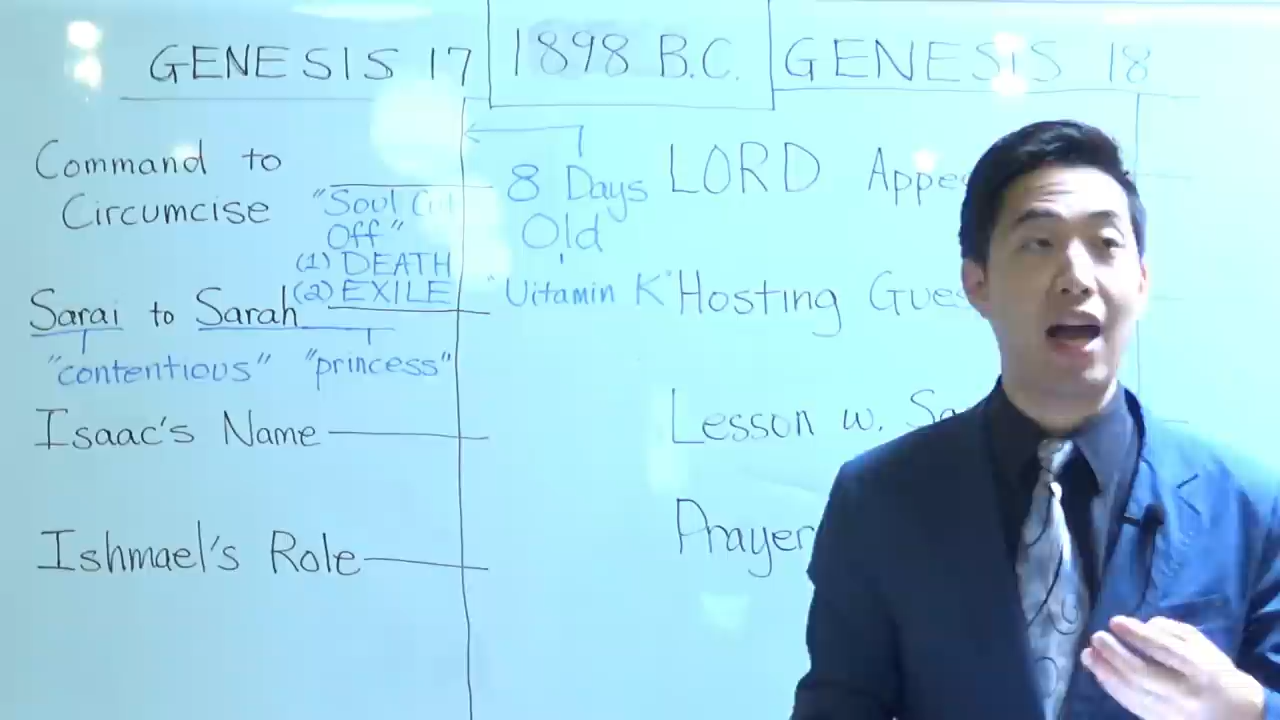 GENESIS 17
1898 B.C.
GENESIS 18
Command to
Circumcise
"Soul Cut
Off"
(1) DEATH
(2) EXILE
8 Days
Old
"Vitamin K"
Sarai to Sarah
"contentious" "princess"
Isaac's Name
Ishmael's Role
LORD
Hosting
Lesson w.
Prayer